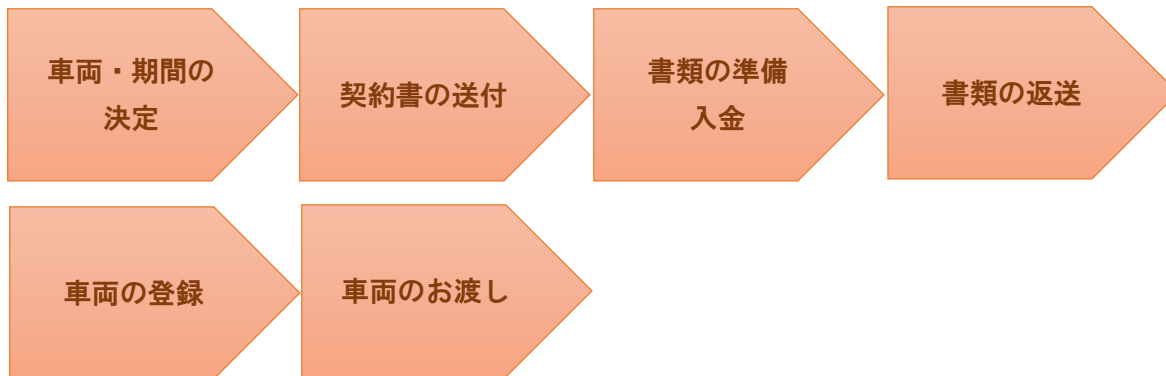 車両・期間の
決定
契約書の送付
書類の準備
入金
書類の返送
車両の登録
車両のお渡し